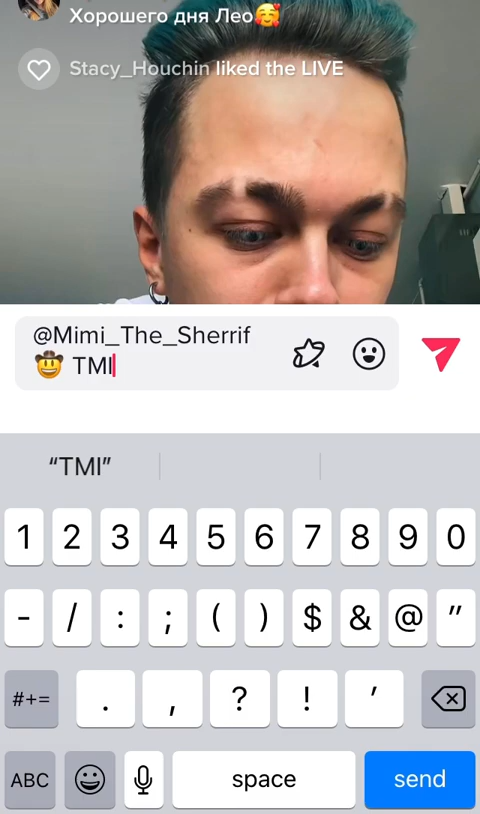 Хорошего дня Лео🥰
Stacy_Houchin liked the LIVE
@Mimi_The_Sherrif
🤠 TMI
“TMI”
1 2 3 4 5 6 7 8 9 0
- / : ; ( ) $ & @ "
#+= . , ? ! '
ABC space send